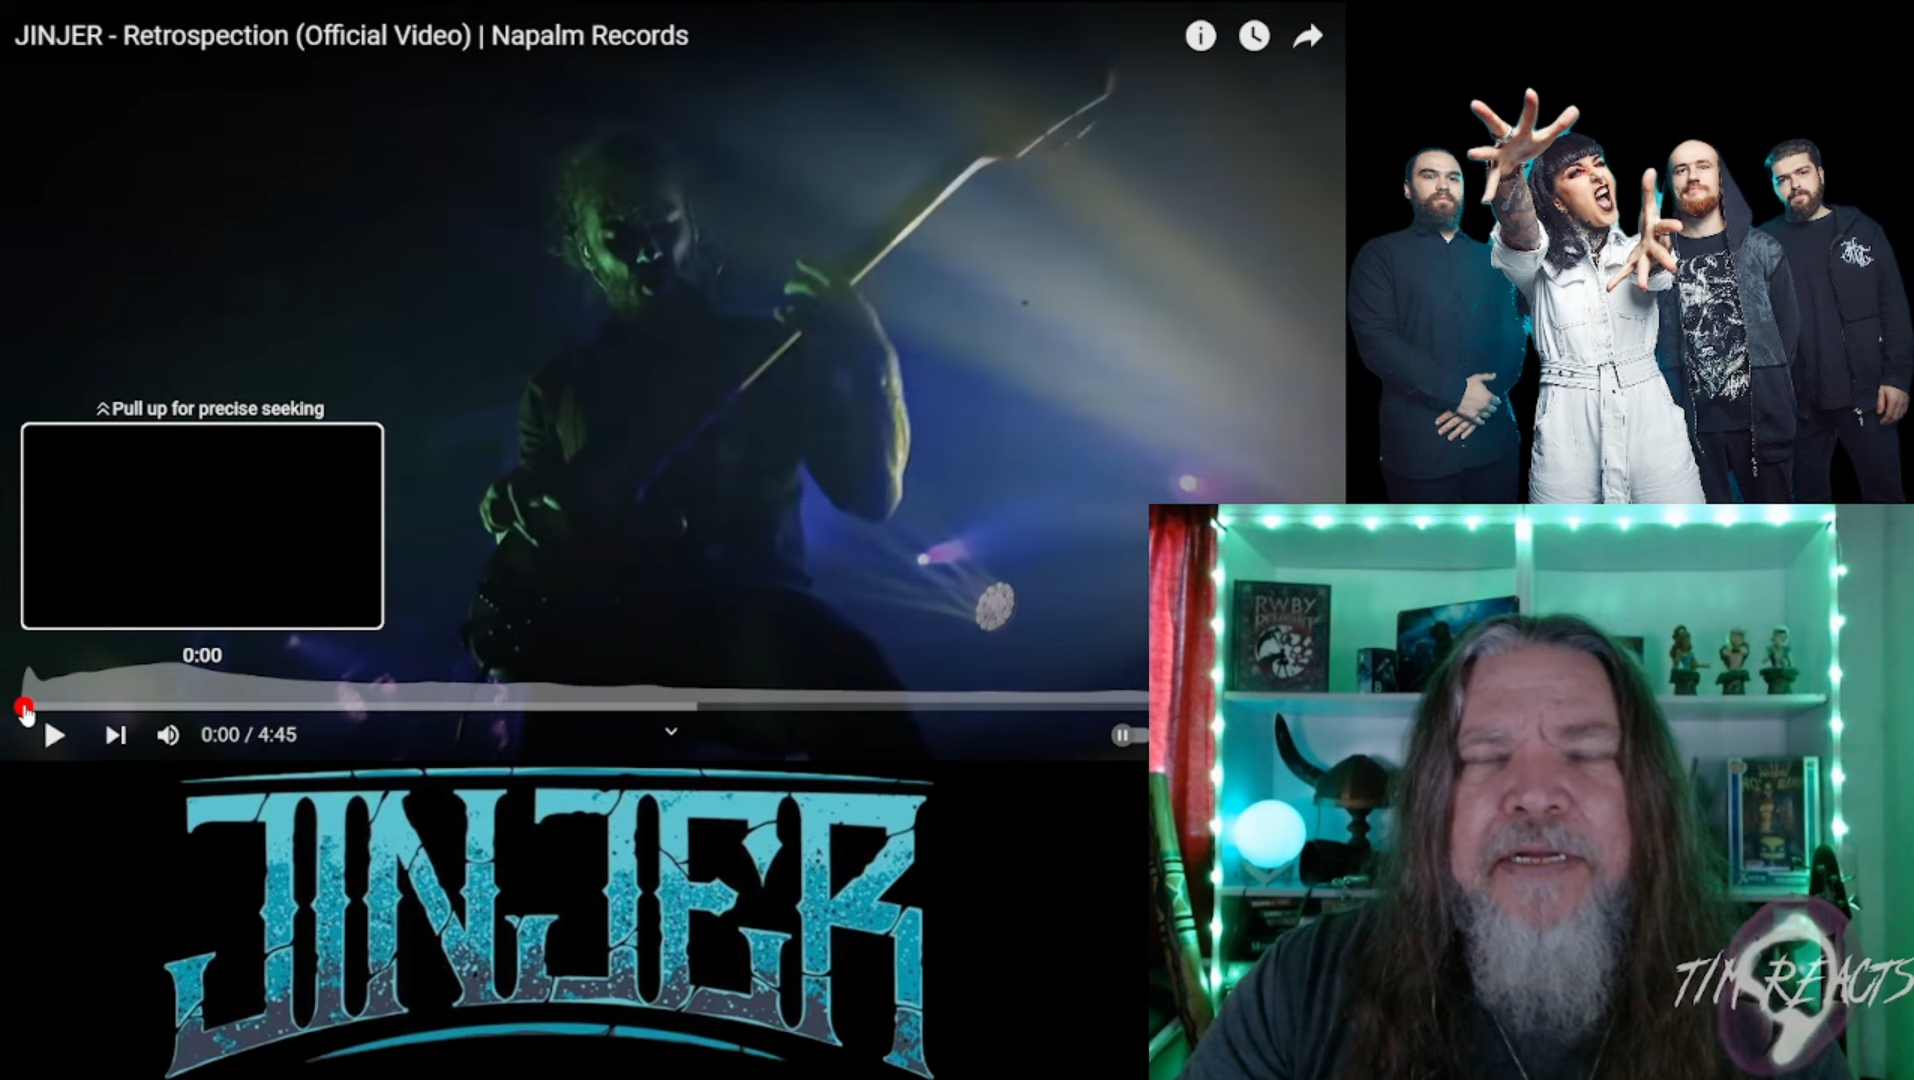 JINJER - Retrospection (Official Video) | Napalm Records
Pull up for precise seeking
0:00
0:00 / 4:45
JINJER
RWBY
TIM REACTS